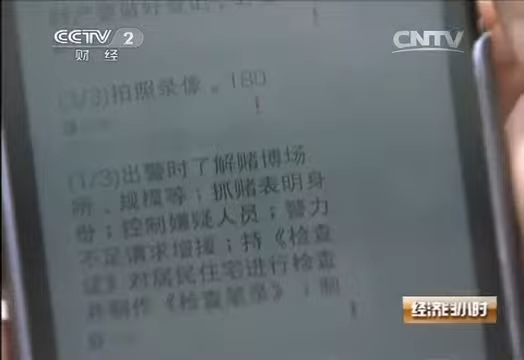 CCTV 2
财 经
CNTV
(3/3)拍照录像。180
(1/3)出警时了解赌博场
所、规模等；抓赌表明身
份；控制嫌疑人员；警力
不足请求增援；持《检查
证》对居民住宅进行检查
并制作《检查笔录》；制
经济半小时